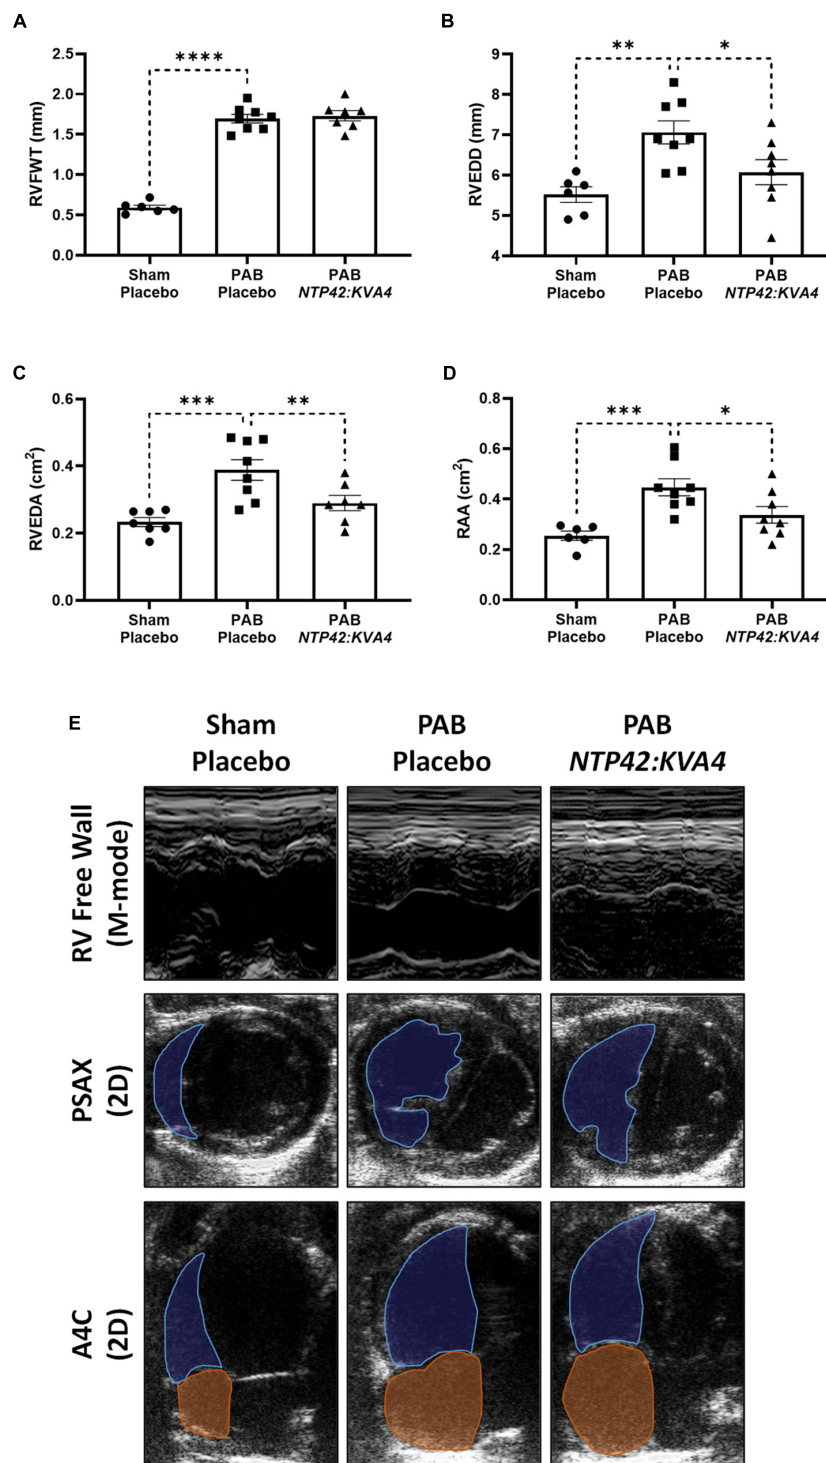 A
****
2.5
2.0
1.5
1.0
0.5
0.0
RVFWT (mm)
Sham
Placebo
PAB
Placebo
PAB
NTP42:KVA4
B
**
*
9
8
7
6
5
4
RVEDD (mm)
Sham
Placebo
PAB
Placebo
PAB
NTP42:KVA4
C
***
**
0.6
0.4
0.2
0.0
RVEDA (cm²)
Sham
Placebo
PAB
Placebo
PAB
NTP42:KVA4
D
***
*
0.8
0.6
0.4
0.2
0.0
RAA (cm²)
Sham
Placebo
PAB
Placebo
PAB
NTP42:KVA4
E
Sham
Placebo
PAB
Placebo
PAB
NTP42:KVA4
RV Free Wall
(M-mode)
PSAX
(2D)
A4C
(2D)